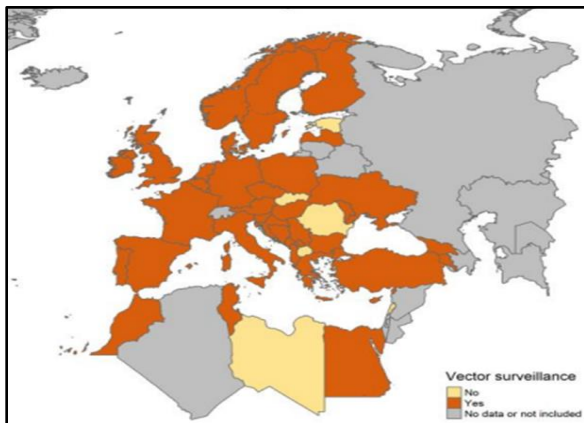 Vector surveillance
No
Yes
No data or not included